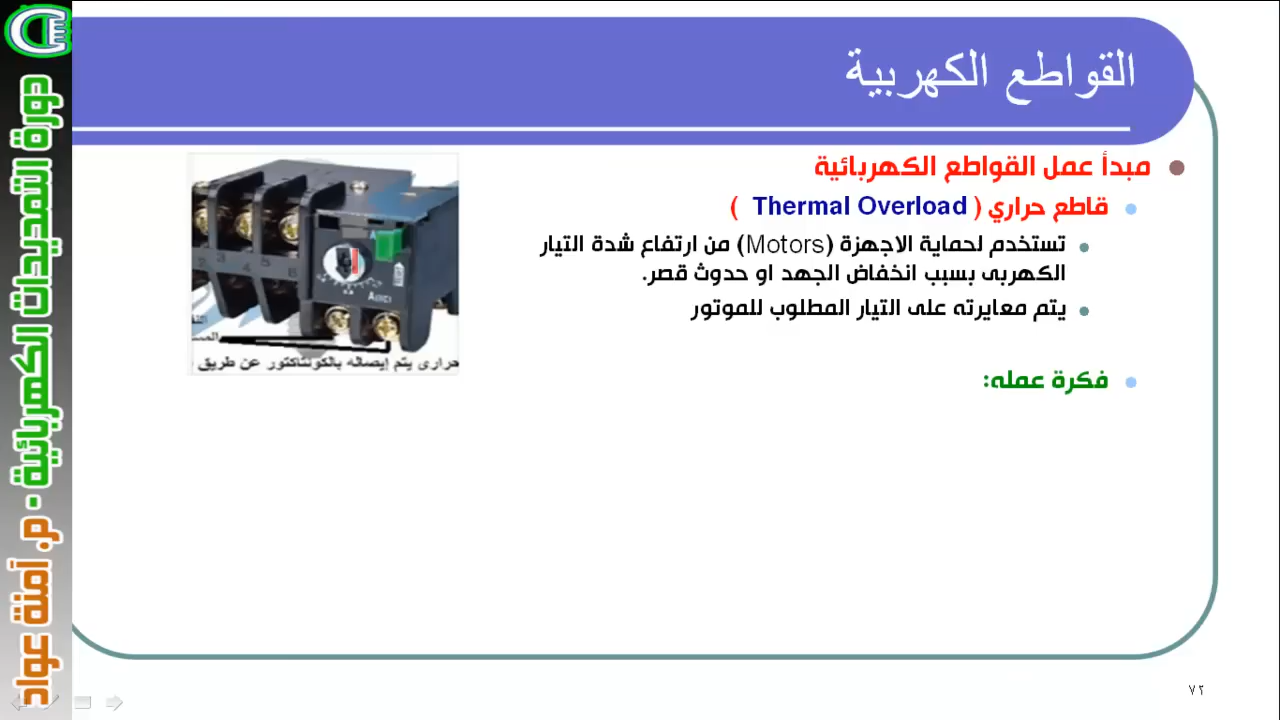 القواطع الكهربية
مبدأ عمل القواطع الكهربائية
قاطع حراري ( Thermal Overload )
تستخدم لحماية الاجهزة (Motors) من ارتفاع شدة التيار
الكهربى بسبب انخفاض الجهد او حدوث قصر.
يتم معايرته على التيار المطلوب للموتور
حرارى يتم إيصاله بالكونتاكتور عن طريق
فكرة عمله:
دورة التمديدات الكهربائية - م. آمنة عواد
٧٢